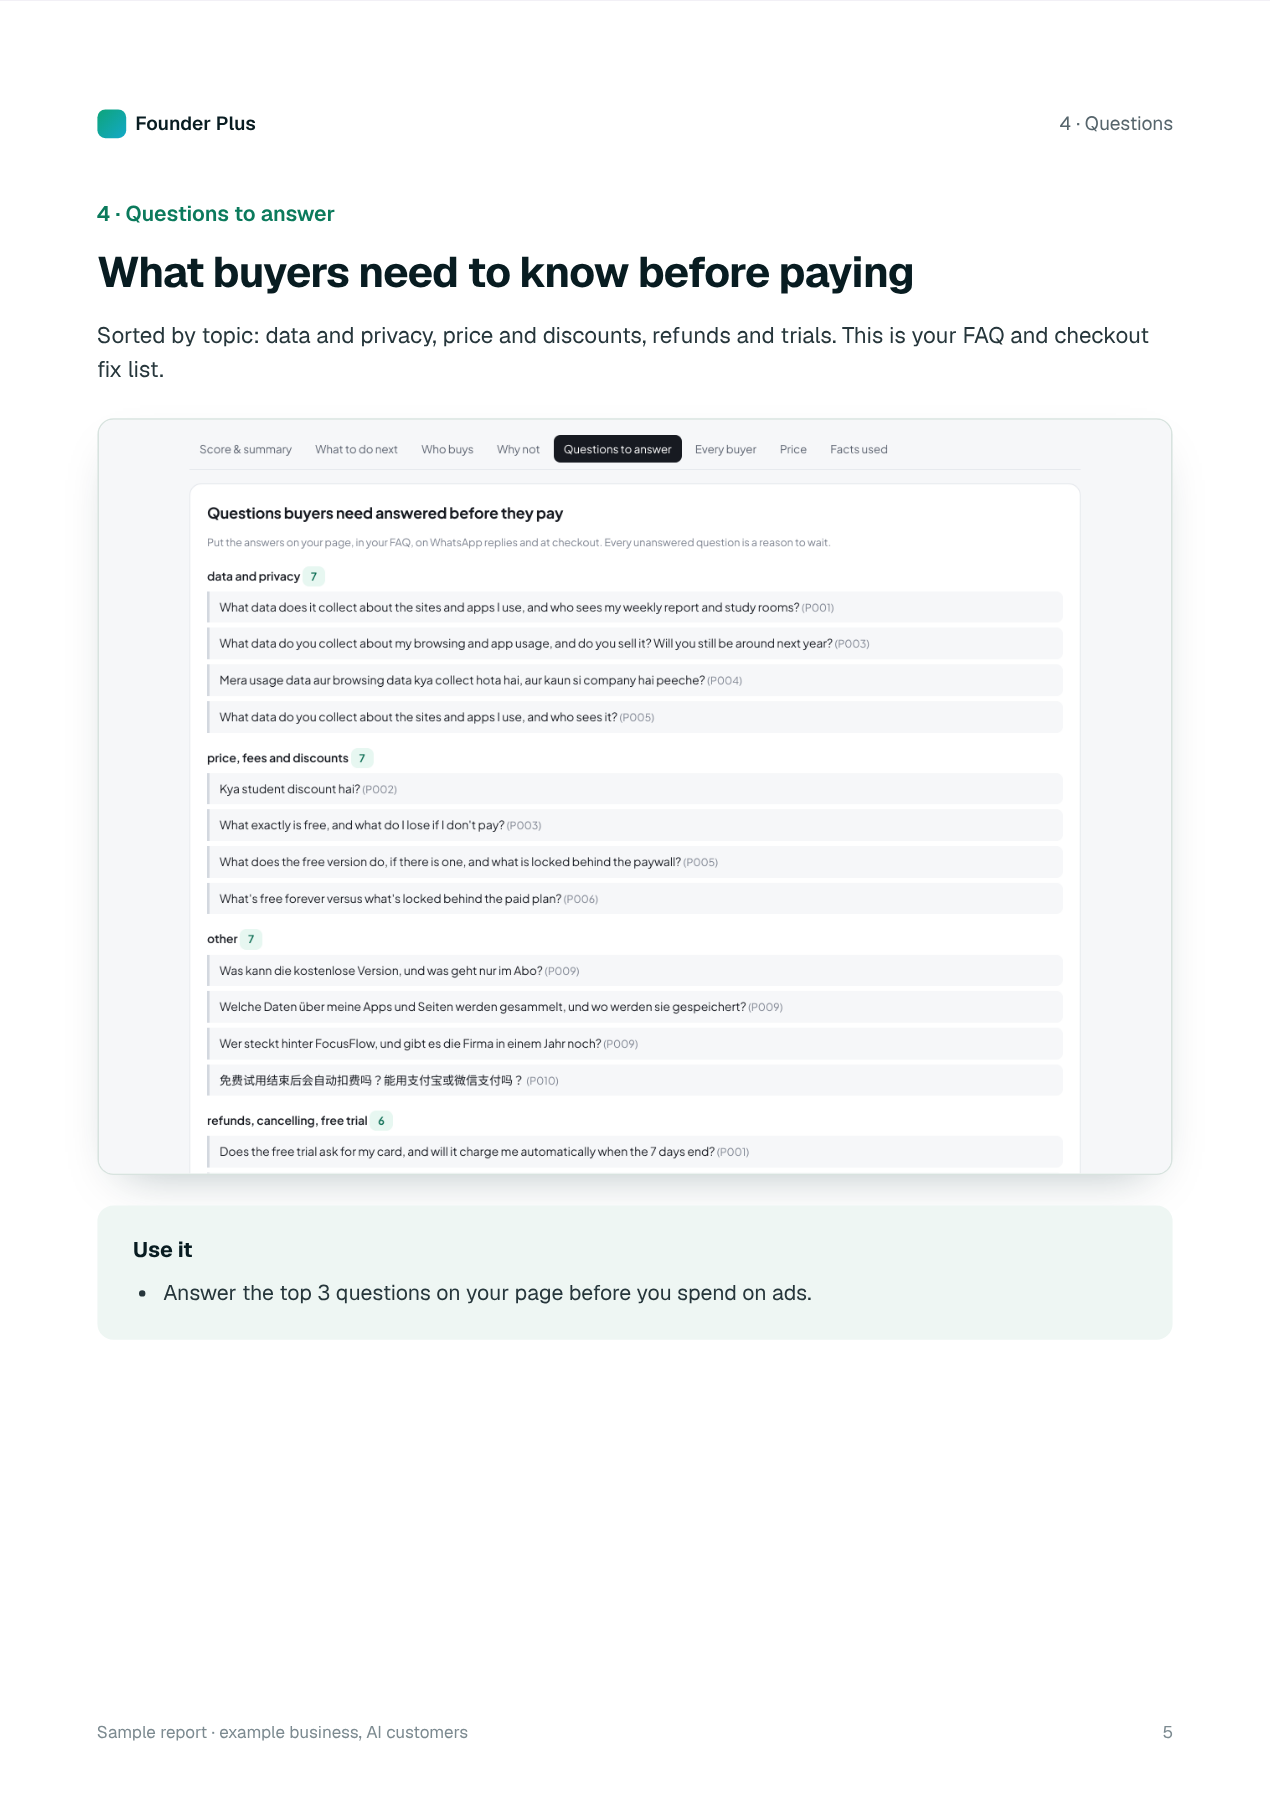 Founder Plus
4 · Questions
4 · Questions to answer
What buyers need to know before paying
Sorted by topic: data and privacy, price and discounts, refunds and trials. This is your FAQ and checkout
fix list.
Score & summary What to do next Who buys Why not Questions to answer Every buyer Price Facts used
Questions buyers need answered before they pay
Put the answers on your page, in your FAQ, on WhatsApp replies and at checkout. Every unanswered question is a reason to wait.
data and privacy 7
What data does it collect about the sites and apps I use, and who sees my weekly report and study rooms? (P001)
What data do you collect about my browsing and app usage, and do you sell it? Will you still be around next year? (P003)
Mera usage data aur browsing data kya collect hota hai, aur kaun si company hai peeche? (P004)
What data do you collect about the sites and apps I use, and who sees it? (P005)
price, fees and discounts 7
Kya student discount hai? (P002)
What exactly is free, and what do I lose if I don't pay? (P003)
What does the free version do, if there is one, and what is locked behind the paywall? (P005)
What's free forever versus what's locked behind the paid plan? (P006)
other 7
Was kann die kostenlose Version, und was geht nur im Abo? (P009)
Welche Daten über meine Apps und Seiten werden gesammelt, und wo werden sie gespeichert? (P009)
Wer steckt hinter FocusFlow, und gibt es die Firma in einem Jahr noch? (P009)
免费试用结束后会自动扣费吗？能用支付宝或微信支付吗？ (P010)
refunds, cancelling, free trial 6
Does the free trial ask for my card, and will it charge me automatically when the 7 days end? (P001)
Use it
• Answer the top 3 questions on your page before you spend on ads.
Sample report · example business, AI customers
5